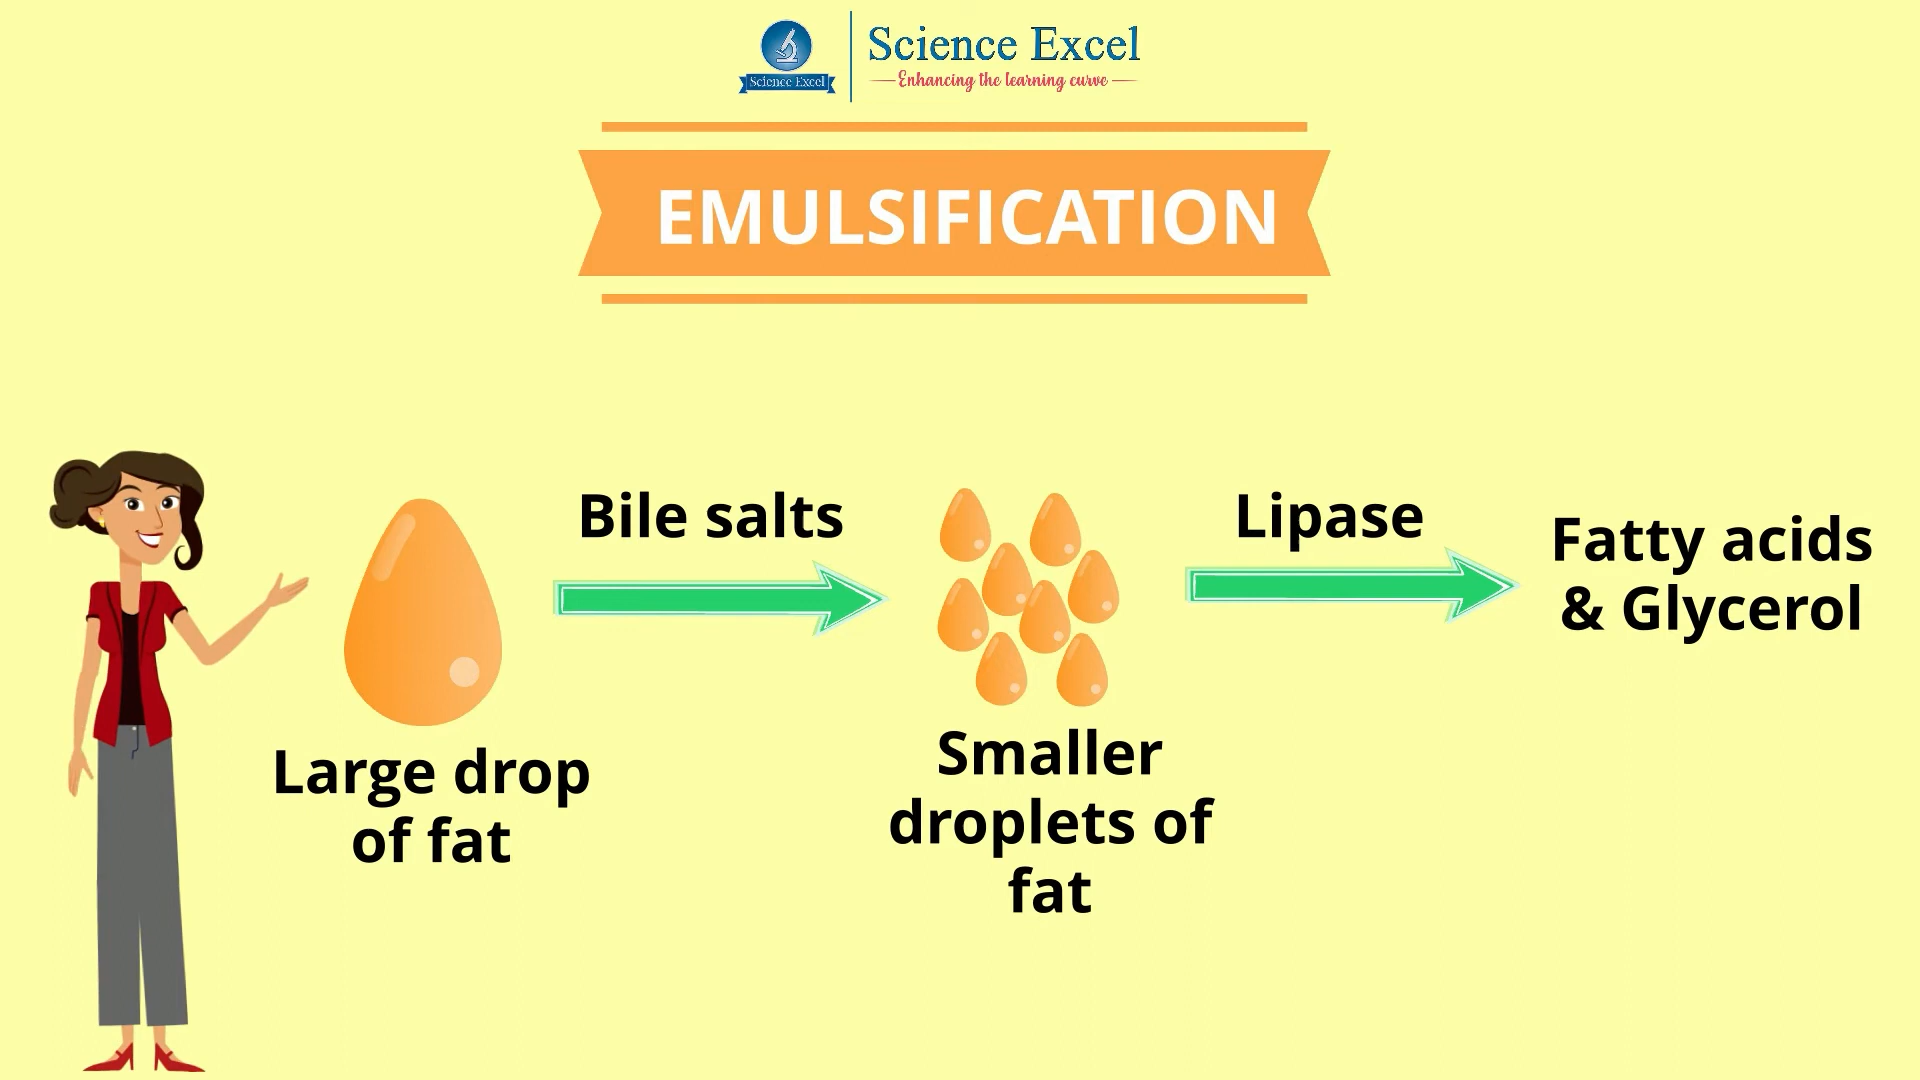 Science Excel
Science Excel
Enhancing the learning curve
EMULSIFICATION
Bile salts
Lipase
Fatty acids
& Glycerol
Large drop
of fat
Smaller
droplets of
fat